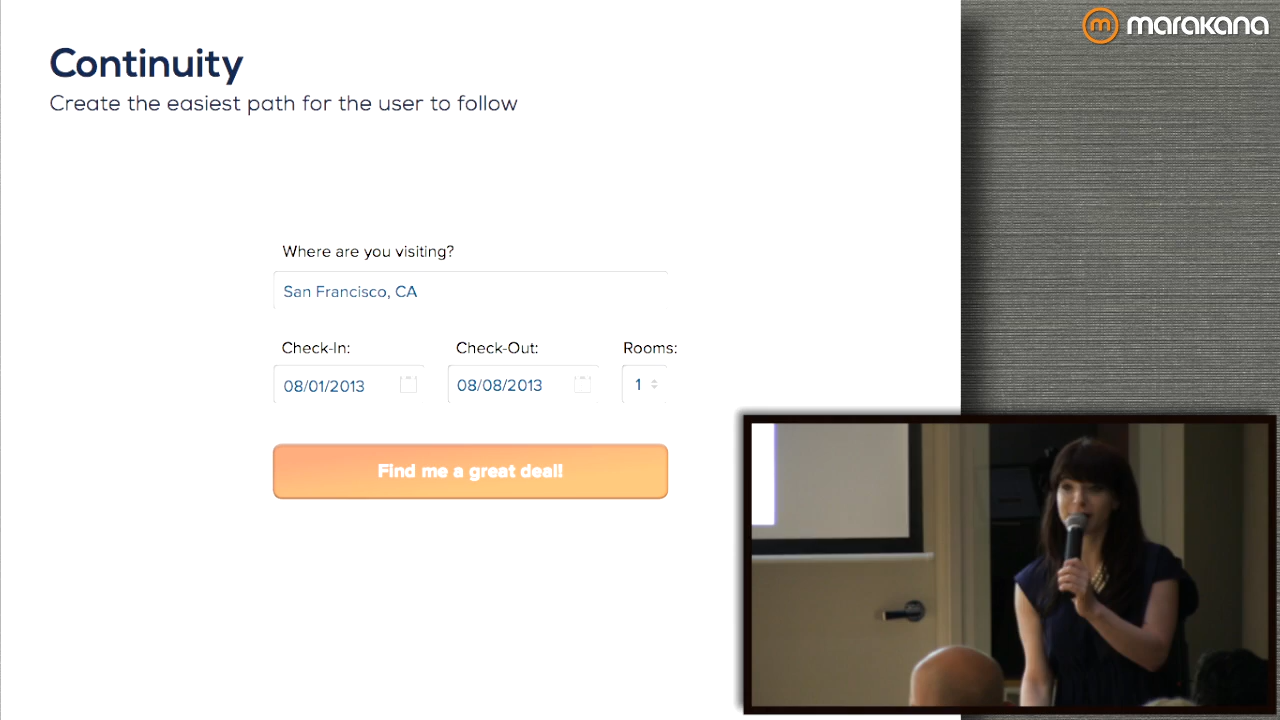 Continuity
Create the easiest path for the user to follow
marakana
Where are you visiting?
San Francisco, CA
Check-In: Check-Out: Rooms:
08/01/2013 08/08/2013 1
Find me a great deal!